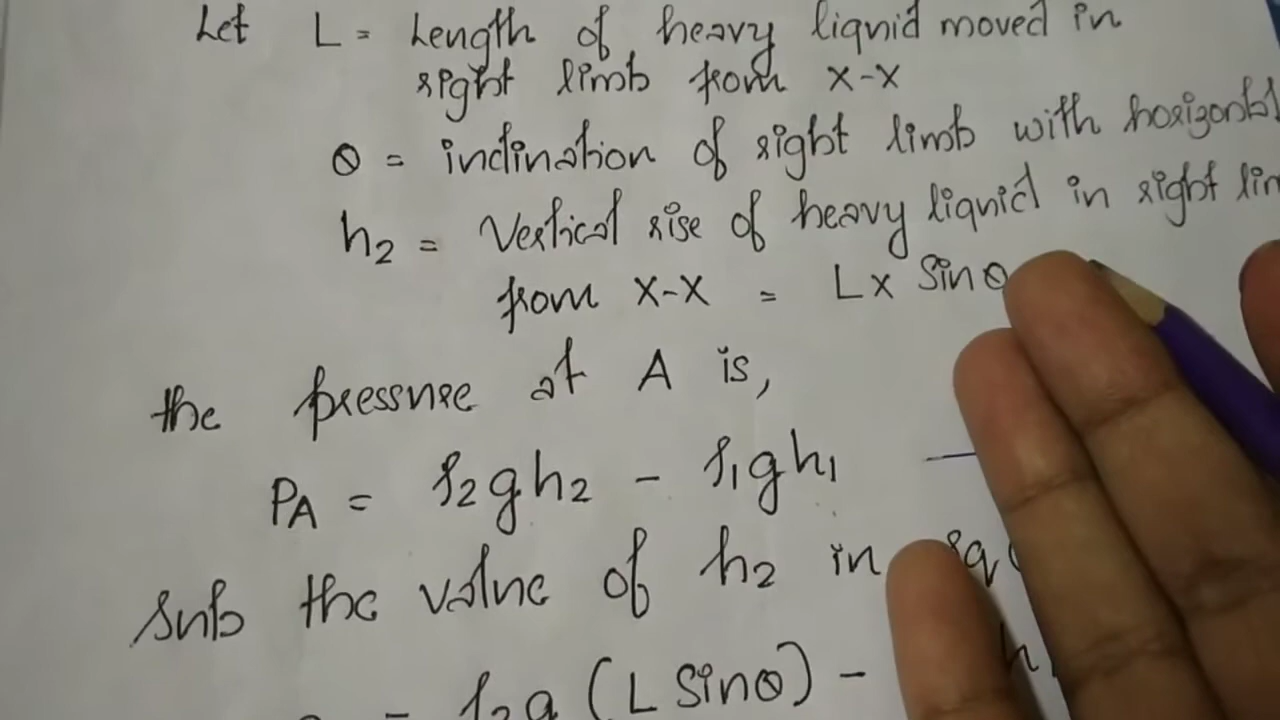 Let L = Length of heavy liquid moved in
right limb from X-X
θ = inclination of right limb with horizontal
h₂ = Vertical rise of heavy liquid in right
from X-X = L x Sinθ
the pressure at A is,
PA = ρ₂gh₂ - ρ₁gh₁
sub the value of h₂ in
ρ₂g (L Sinθ) -